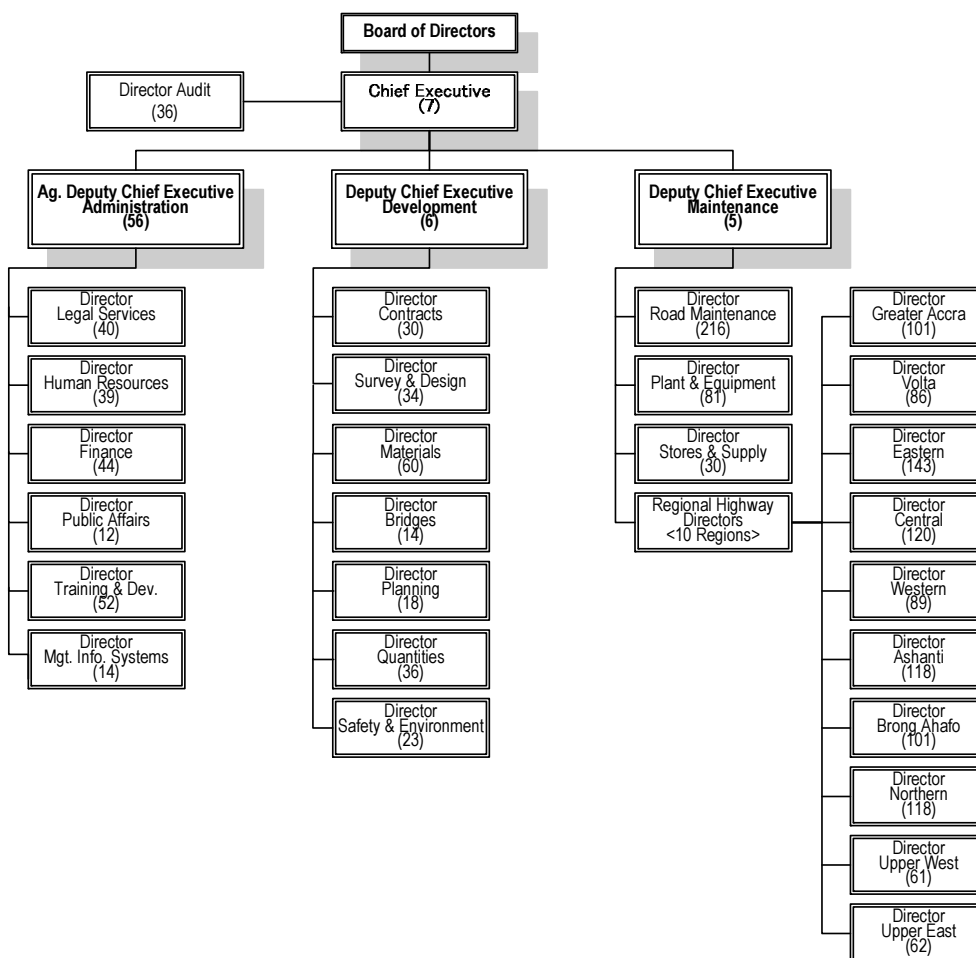 Board of Directors
Director Audit
(36)
Chief Executive
(7)
Ag. Deputy Chief Executive
Administration
(56)
Deputy Chief Executive
Development
(6)
Deputy Chief Executive
Maintenance
(5)
Director
Legal Services
(40)
Director
Human Resources
(39)
Director
Finance
(44)
Director
Public Affairs
(12)
Director
Training & Dev.
(52)
Director
Mgt. Info. Systems
(14)
Director
Contracts
(30)
Director
Survey & Design
(34)
Director
Materials
(60)
Director
Bridges
(14)
Director
Planning
(18)
Director
Quantities
(36)
Director
Safety & Environment
(23)
Director
Road Maintenance
(216)
Director
Plant & Equipment
(81)
Director
Stores & Supply
(30)
Regional Highway
Directors
<10 Regions>
Director
Greater Accra
(101)
Director
Volta
(86)
Director
Eastern
(143)
Director
Central
(120)
Director
Western
(89)
Director
Ashanti
(118)
Director
Brong Ahafo
(101)
Director
Northern
(118)
Director
Upper West
(61)
Director
Upper East
(62)